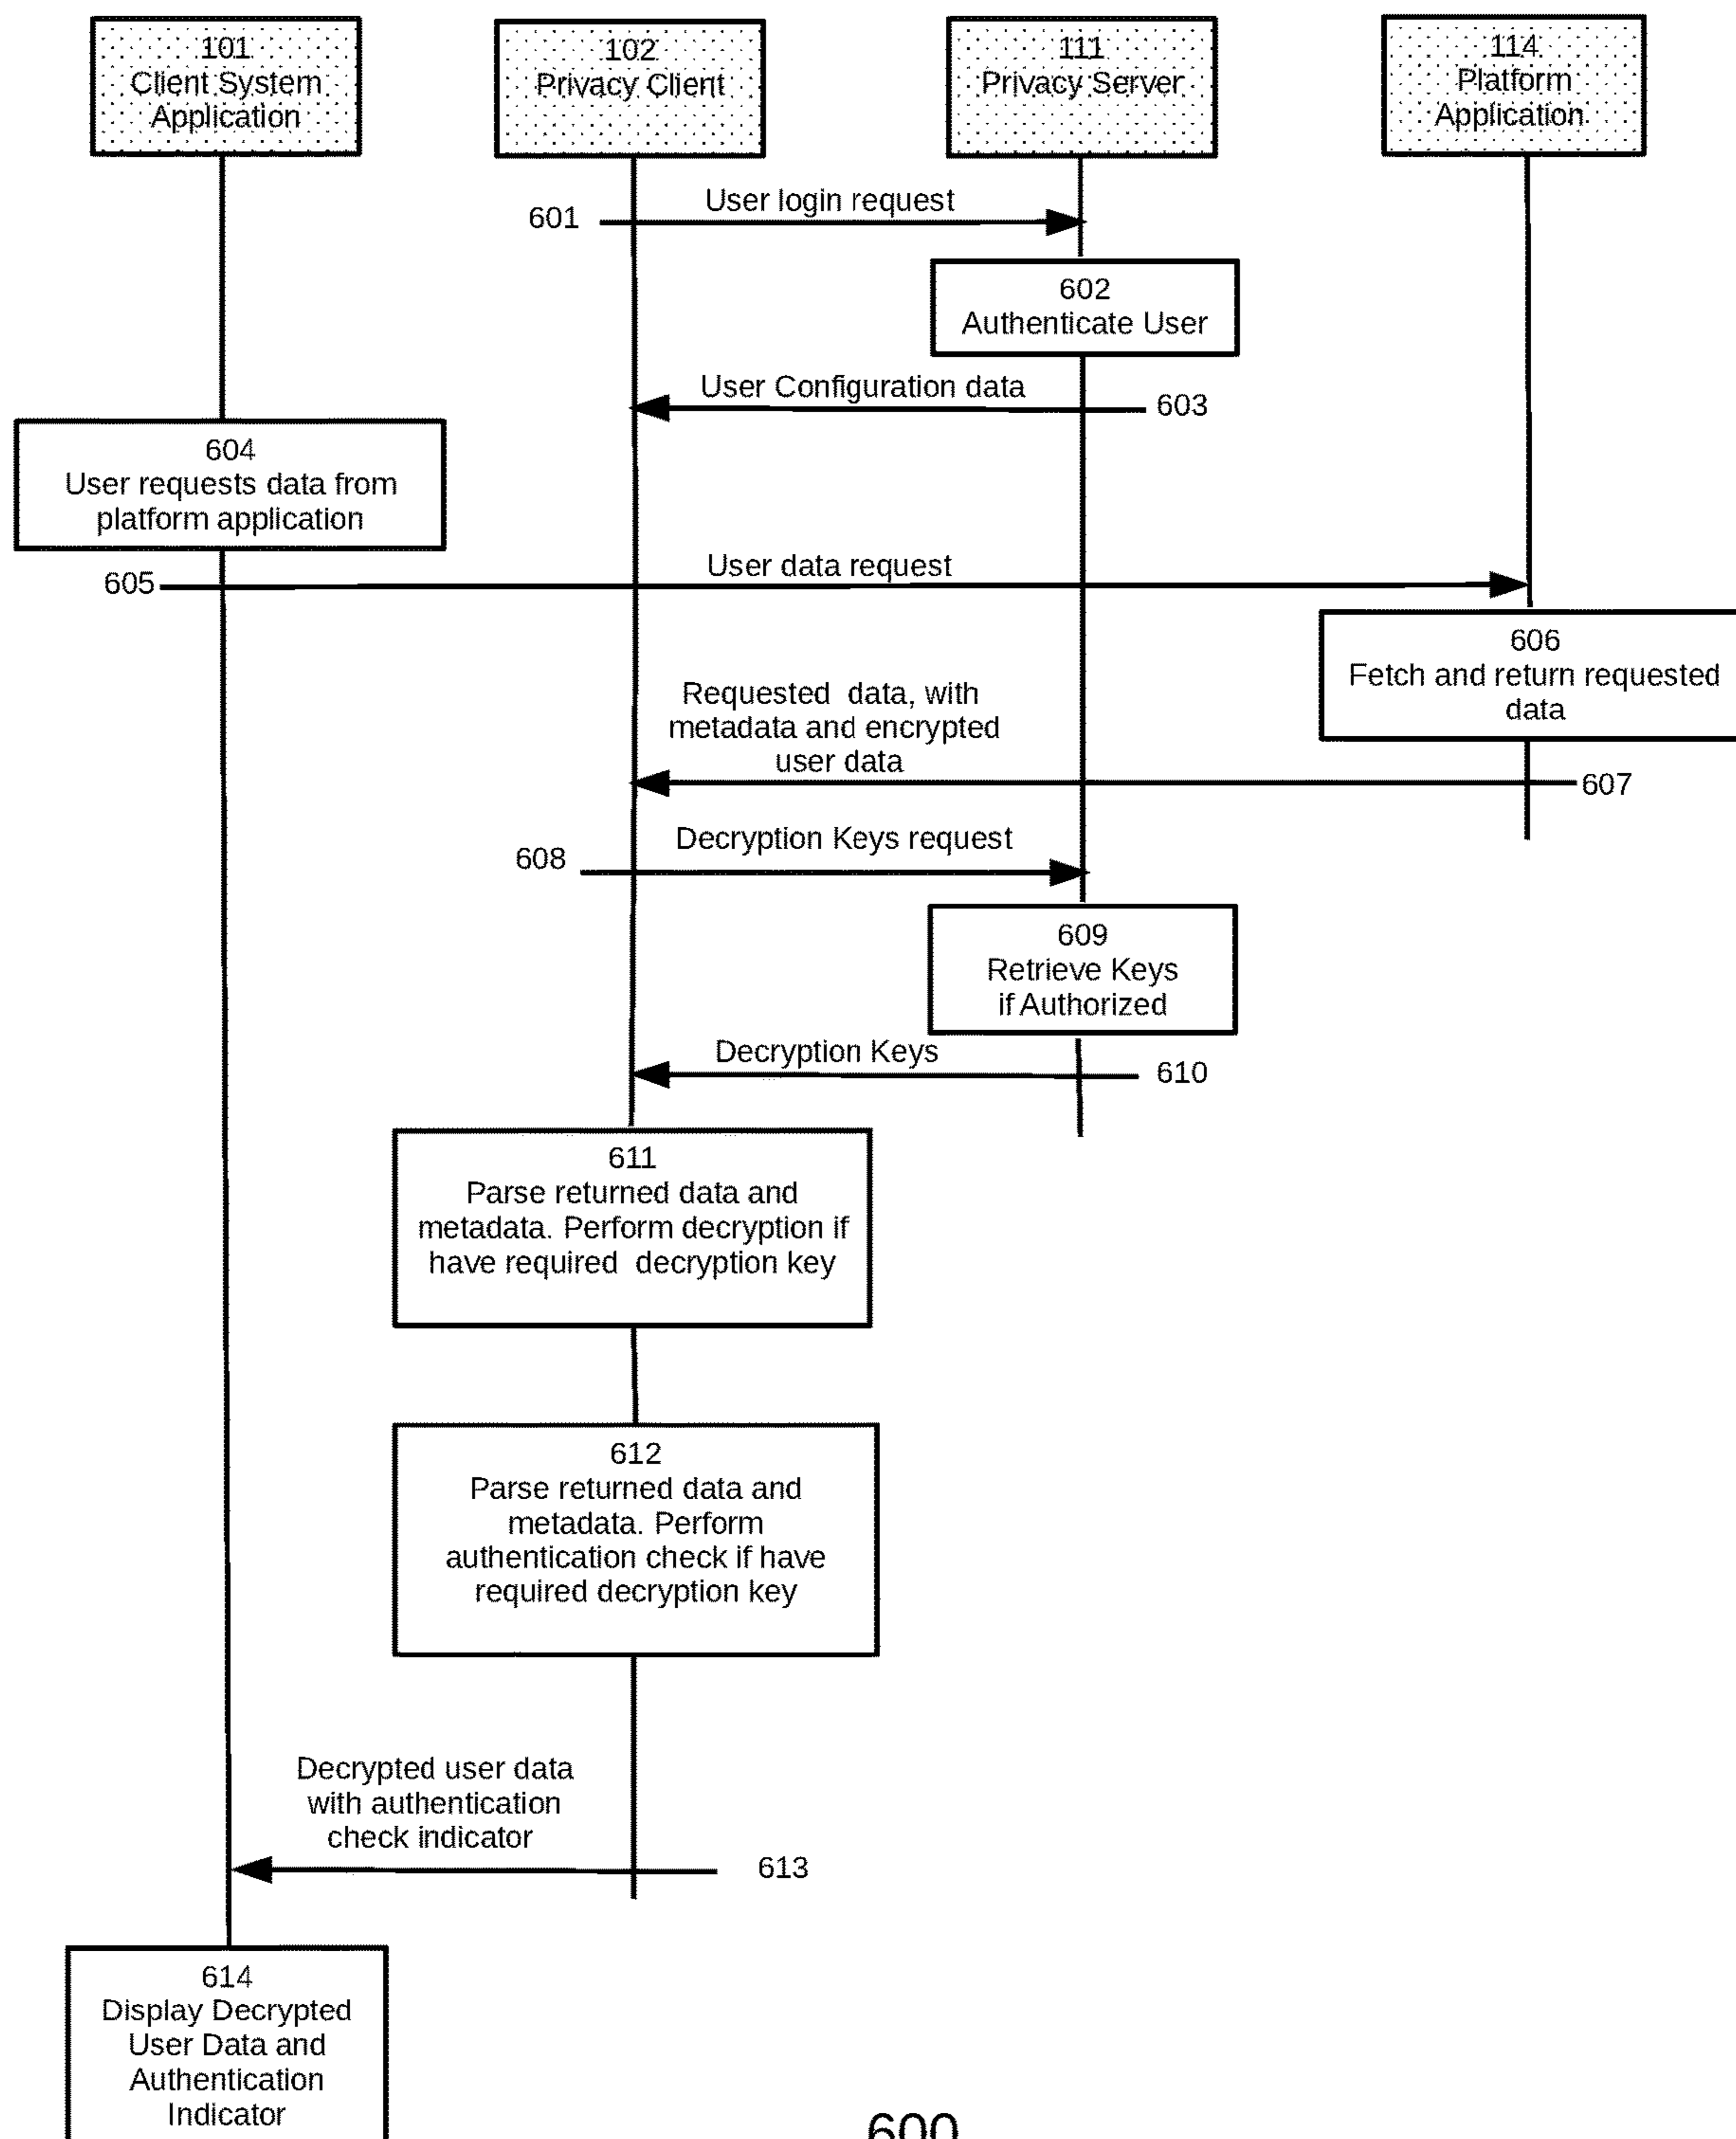 101
Client System
Application
102
Privacy Client
111
Privacy Server
114
Platform
Application
User login request
601
602
Authenticate User
User Configuration data
603
604
User requests data from
platform application
User data request
605
606
Fetch and return requested
data
Requested data, with
metadata and encrypted
user data
607
Decryption Keys request
608
609
Retrieve Keys
if Authorized
Decryption Keys
610
611
Parse returned data and
metadata. Perform decryption if
have required decryption key
612
Parse returned data and
metadata. Perform
authentication check if have
required decryption key
Decrypted user data
with authentication
check indicator
613
614
Display Decrypted
User Data and
Authentication
Indicator
600